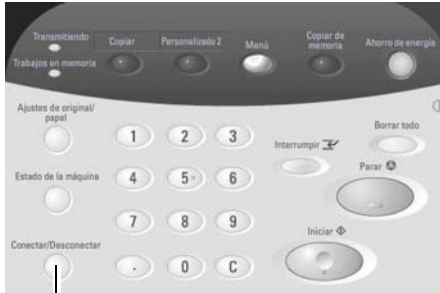 Transmitiendo
Trabajos en memoria
Copiar
Personalizado 2
Menú
Copiar de
memoria
Ahorro de energía
Ajustes de original/
papel
1 2 3
Interrumpir
Borrar todo
Estado de la máquina
4 5 6
Parar
7 8 9
Conectar/Desconectar
. 0 C
Iniciar